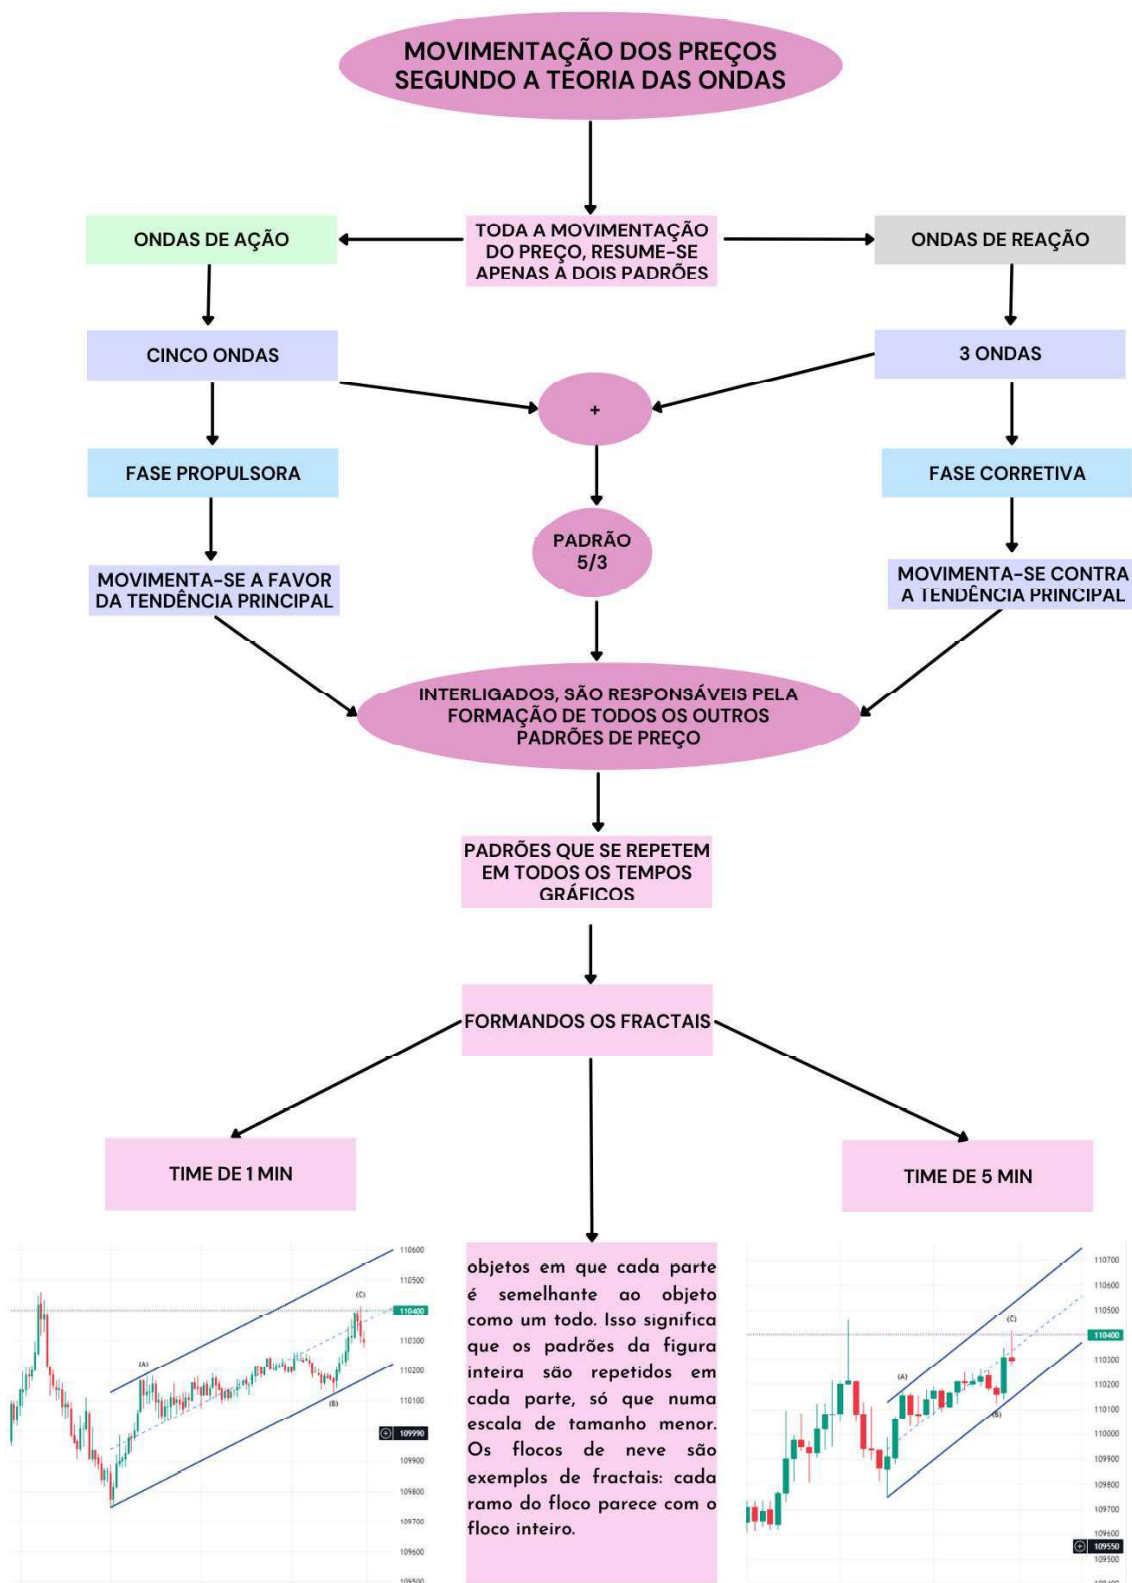 MOVIMENTAÇÃO DOS PREÇOS
SEGUNDO A TEORIA DAS ONDAS
ONDAS DE AÇÃO
TODA A MOVIMENTAÇÃO
DO PREÇO, RESUME-SE
APENAS A DOIS PADRÕES
ONDAS DE REAÇÃO
CINCO ONDAS
3 ONDAS
+
FASE PROPULSORA
FASE CORRETIVA
PADRÃO
5/3
MOVIMENTA-SE A FAVOR
DA TENDÊNCIA PRINCIPAL
MOVIMENTA-SE CONTRA
A TENDÊNCIA PRINCIPAL
INTERLIGADOS, SÃO RESPONSÁVEIS PELA
FORMAÇÃO DE TODOS OS OUTROS
PADRÕES DE PREÇO
PADRÕES QUE SE REPETEM
EM TODOS OS TEMPOS
GRÁFICOS
FORMANDOS OS FRACTAIS
TIME DE 1 MIN
TIME DE 5 MIN
110600
110500
110400
110300
110200
110100
109990
109900
109800
109700
109600
109500
(A)
(B)
(C)
objetos em que cada parte
é semelhante ao objeto
como um todo. Isso significa
que os padrões da figura
inteira são repetidos em
cada parte, só que numa
escala de tamanho menor.
Os flocos de neve são
exemplos de fractais: cada
ramo do floco parece com o
floco inteiro.
110700
110600
110500
110400
110300
110200
110100
110000
109900
109800
109700
109600
109550
109500
(A)
(B)
(C)